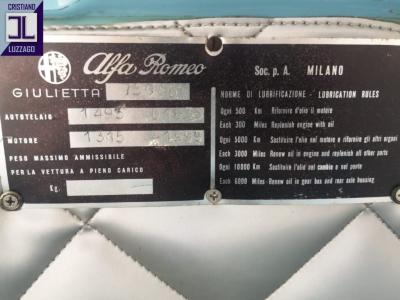 CRISTIANO
LUZZAGO
Alfa Romeo
Soc. p. A. MILANO
GIULIETTA
NORME DI LUBRIFICAZIONE - LUBRICATION RULES
AUTOTELAIO 1493
Ogni 500 Km Rifornire d'olio il motore
Each 300 Miles Replenish engine with oil
MOTORE 1315
Ogni 5000 Km Sostituire l'olio nel motore e rifornire gli altri organi
PESO MASSIMO AMMISSIBILE
Each 3000 Miles Renew oil in engine and replenish all other parts
PER LA VETTURA A PIENO CARICO
Ogni 10000 Km Sostituire l'olio nel cambio e nel ponte
Kg.
Each 6000 Miles - Renew oil in gear box and rear axle housing